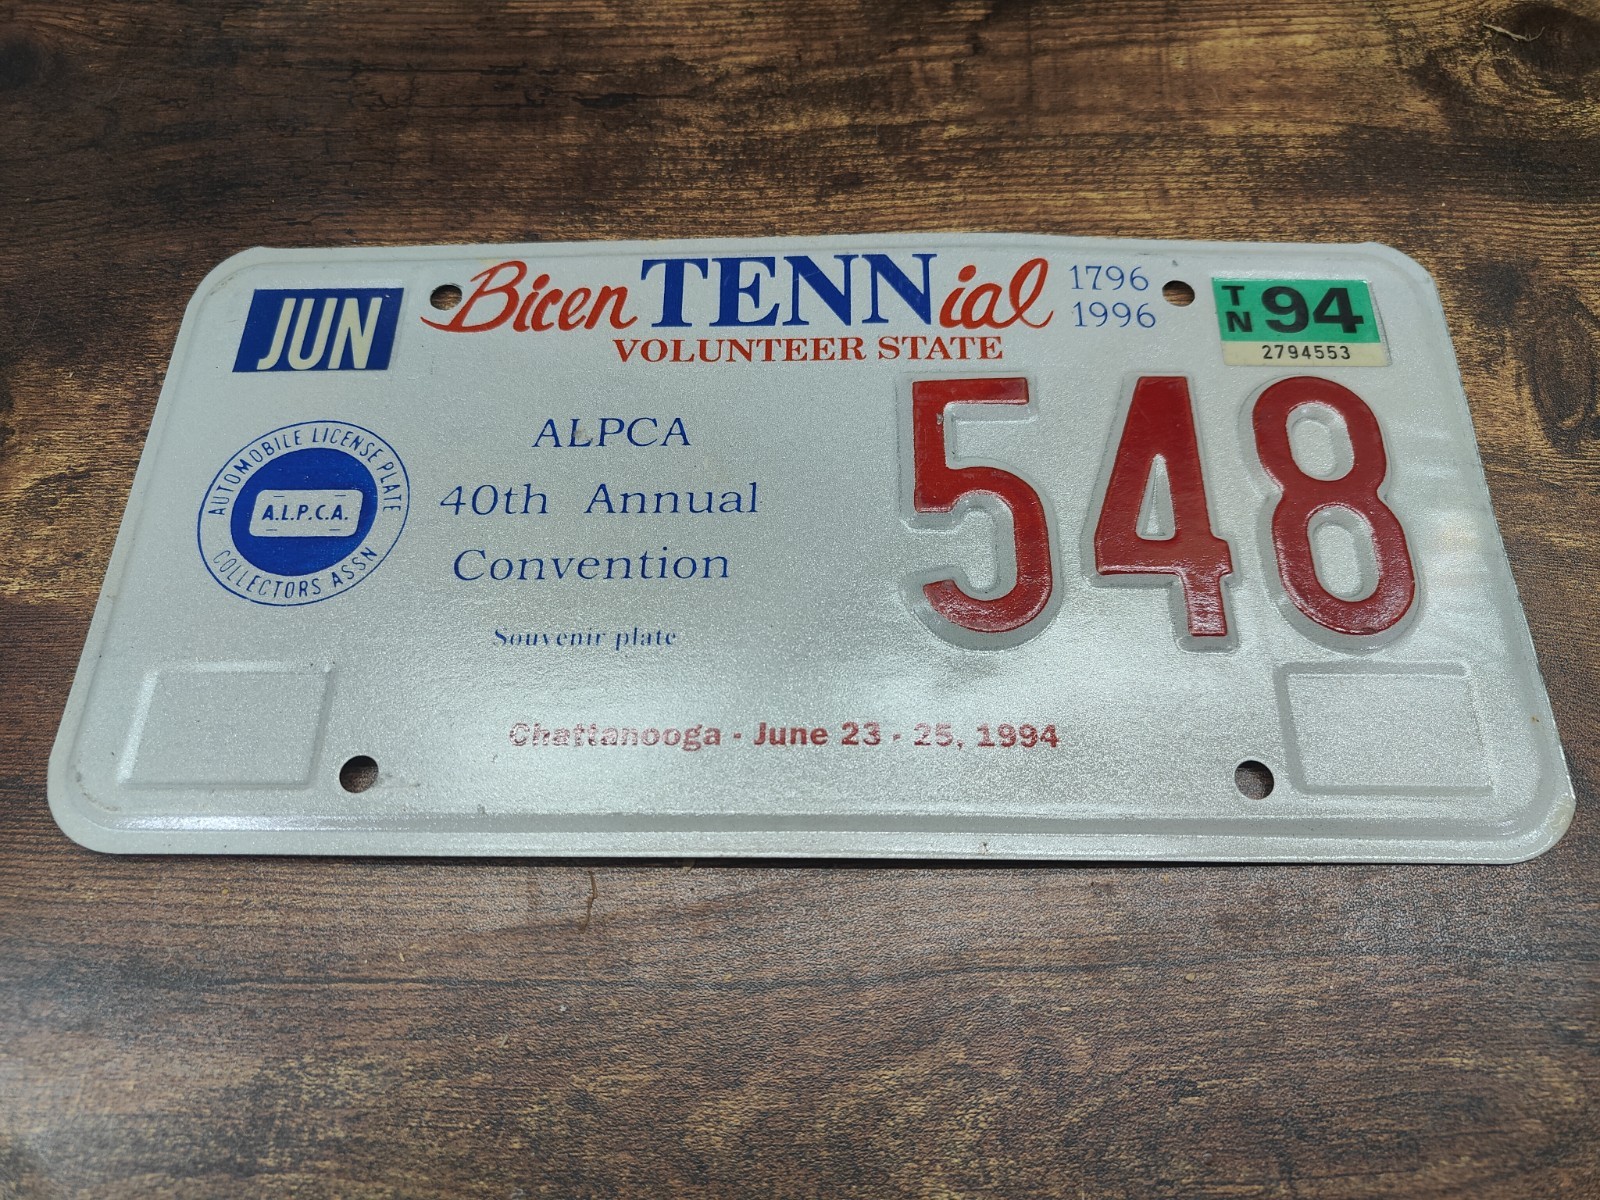 JUN
BicenTENNial
1796
1996
VOLUNTEER STATE
TN 94
2794553
AUTOMOBILE LICENSE PLATE
A.L.P.C.A.
COLLECTORS ASSN
ALPCA
40th Annual
Convention
Souvenir plate
548
Chattanooga - June 23 - 25, 1994